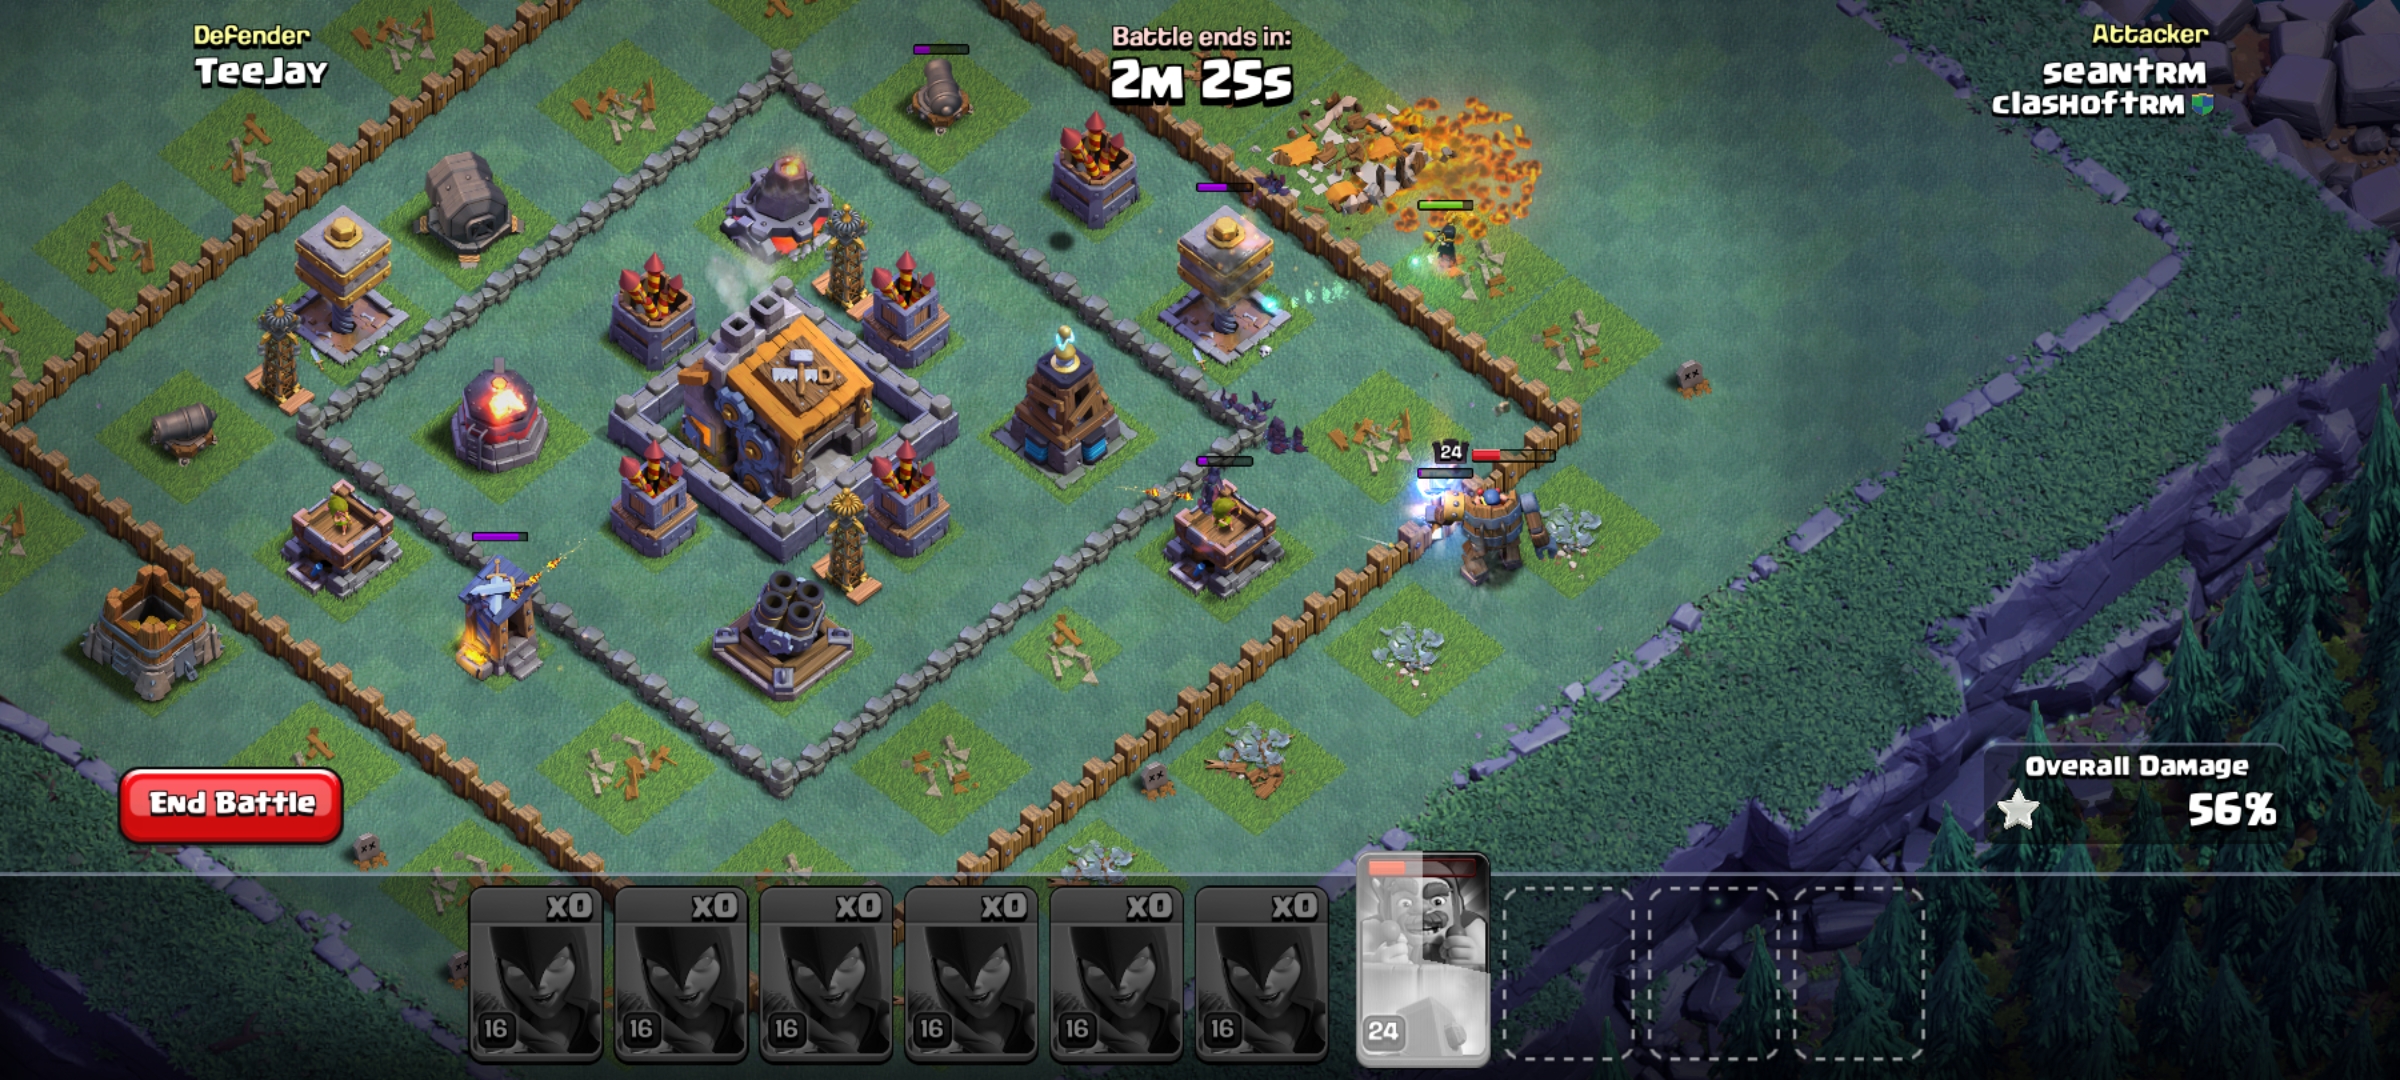 Defender
TeeJay
Battle ends in:
2M 25s
Attacker
seantRM
clashoftRM
24
End Battle
Overall Damage
56%
x0
x0
x0
x0
x0
x0
16
16
16
16
16
16
24